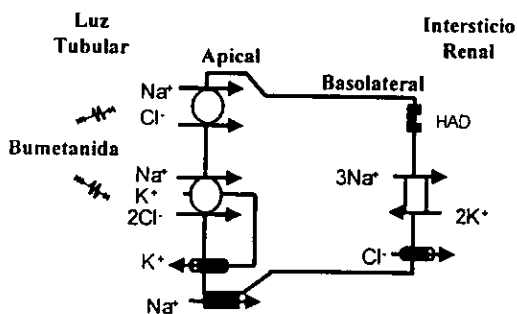 Luz
Tubular
Intersticio
Renal
Apical
Basolateral
Na⁺
Cl⁻
HAD
Bumetanida
Na⁺
K⁺
2Cl⁻
3Na⁺
2K⁺
K⁺
Cl⁻
Na⁺